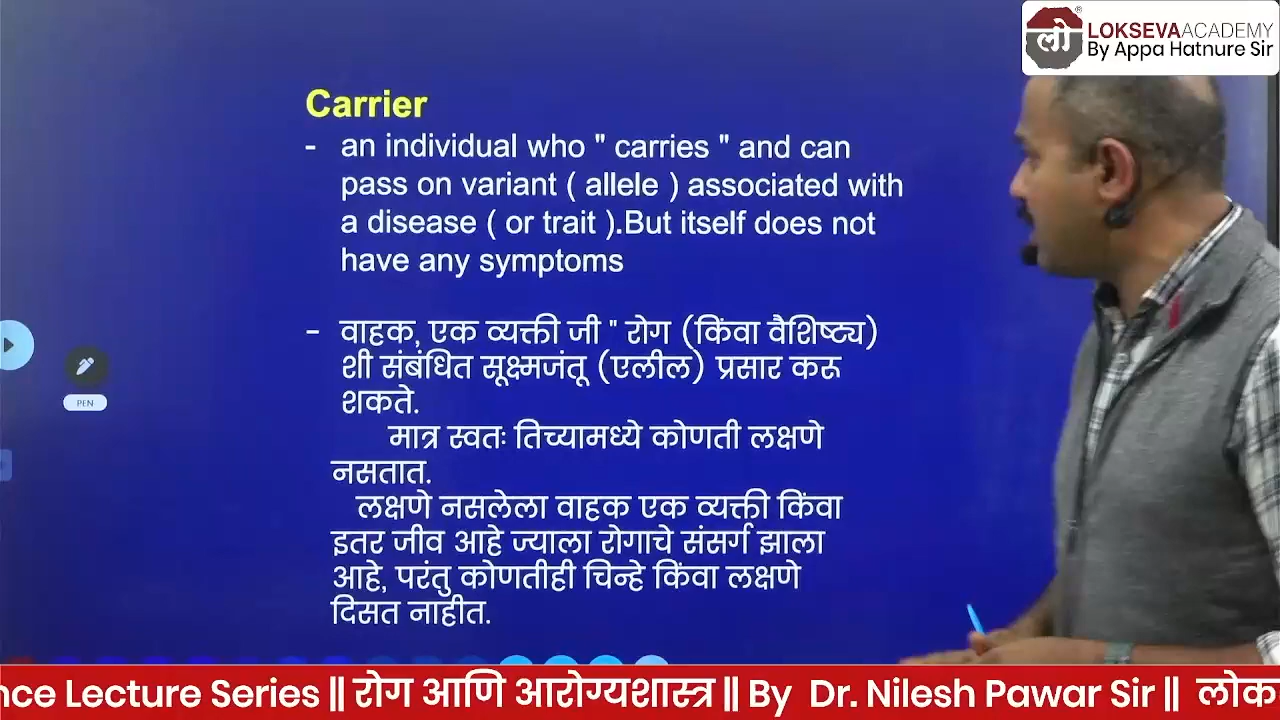 लो
LOKSEVAACADEMY
By Appa Hatnure Sir
Carrier
- an individual who " carries " and can
pass on variant ( allele ) associated with
a disease ( or trait ).But itself does not
have any symptoms
- वाहक, एक व्यक्ती जी " रोग (किंवा वैशिष्ट्य)
शी संबंधित सूक्ष्मजंतू (एलील) प्रसार करू
शकते.
मात्र स्वतः तिच्यामध्ये कोणती लक्षणे
नसतात.
लक्षणे नसलेला वाहक एक व्यक्ती किंवा
इतर जीव आहे ज्याला रोगाचे संसर्ग झाला
आहे, परंतु कोणतीही चिन्हे किंवा लक्षणे
दिसत नाहीत.
PEN
nce Lecture Series || रोग आणि आरोग्यशास्त्र || By Dr. Nilesh Pawar Sir || लोक